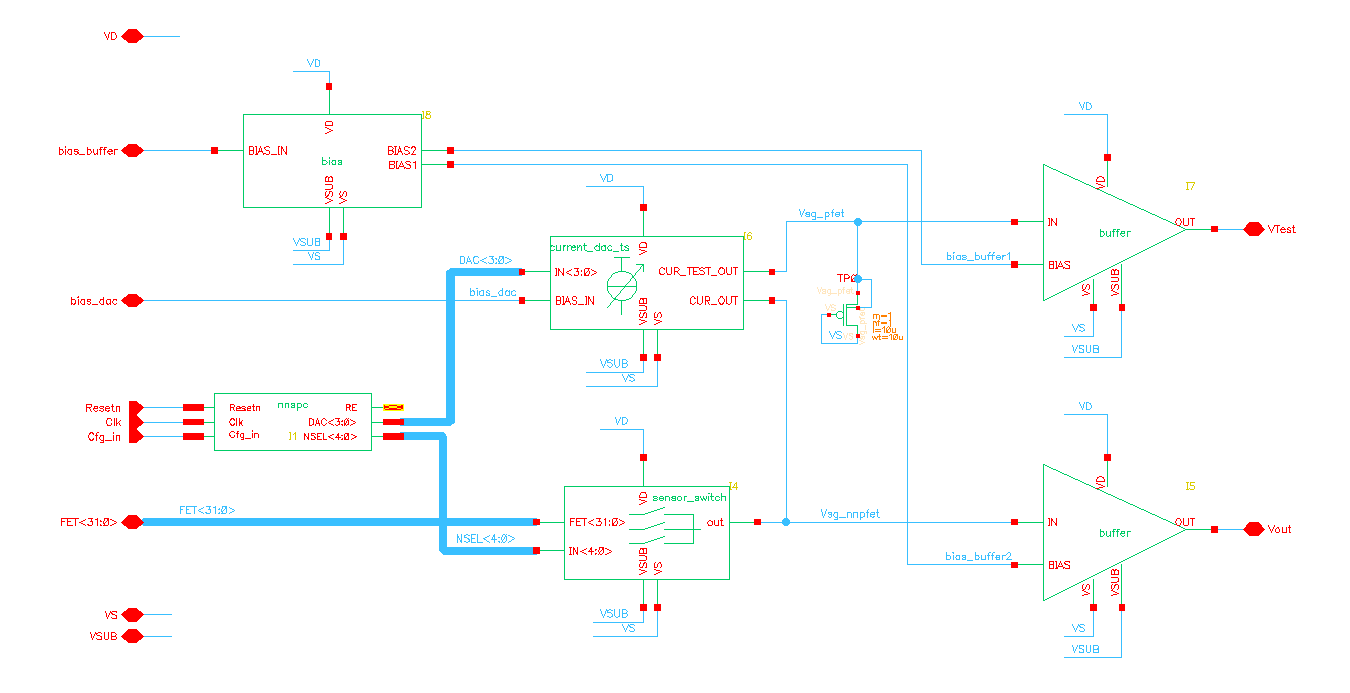 VD
VD
I8
VD
bias_buffer
BIAS_IN
bias
BIAS2
BIAS1
VSUB
VS
VSUB
VS
VD
I6
current_dac_ts
VD
DAC<3:0>
IN<3:0>
CUR_TEST_OUT
bias_dac
bias_dac
BIAS_IN
CUR_OUT
VSUB
VS
VSUB
VS
Vsg_pfet
Vsg_pfet
VS
l=10u
wt=10u
VD
I7
VD
IN
OUT
VTest
buffer
bias_buffer1
BIAS
VS
VSUB
VS
VSUB
Resetn
Resetn
nnspc
RE
Clk
Clk
DAC<3:0>
Cfg_in
Cfg_in
I1
NSEL<4:0>
VD
I4
VD
sensor_switch
FET<31:0>
FET<31:0>
FET<31:0>
out
NSEL<4:0>
IN<4:0>
VSUB
VS
VSUB
VS
Vsg_nnpfet
VD
I5
VD
IN
OUT
Vout
buffer
bias_buffer2
BIAS
VS
VSUB
VS
VSUB
VS
VSUB